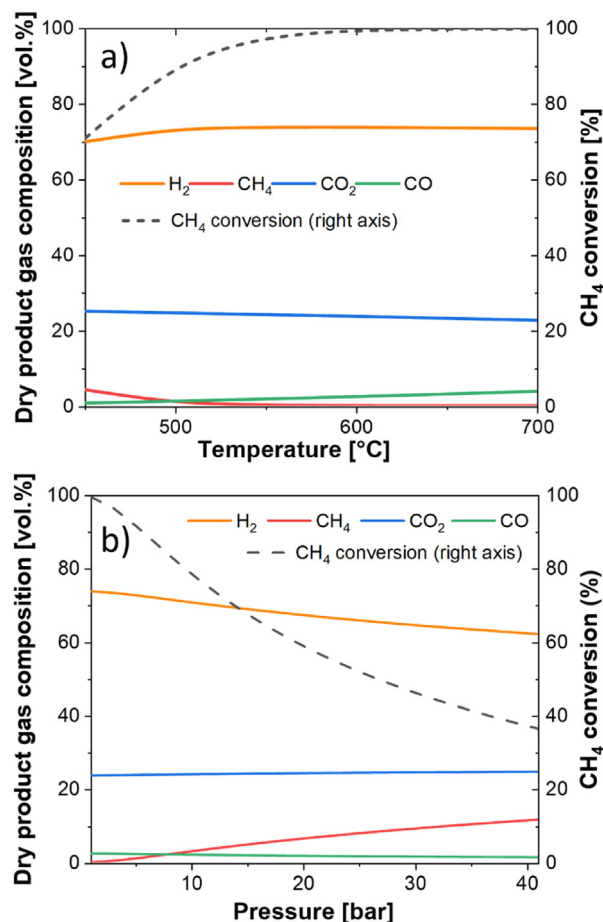 a)
Dry product gas composition [vol.%]
CH₄ conversion (%)
100
80
60
40
20
0
100
80
60
40
20
0
H₂ CH₄ CO₂ CO
CH₄ conversion (right axis)
500 600 700
Temperature [°C]
b)
Dry product gas composition [vol.%]
CH₄ conversion (%)
100
80
60
40
20
0
100
80
60
40
20
0
H₂ CH₄ CO₂ CO
CH₄ conversion (right axis)
10 20 30 40
Pressure [bar]